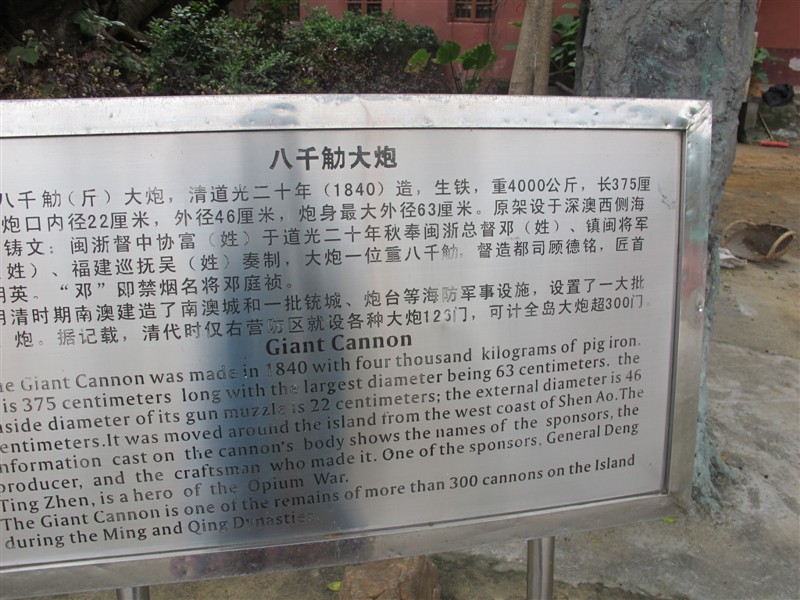 八千觔大炮
八千觔(斤)大炮，清道光二十年(1840)造，生铁，重4000公斤，长375厘
炮口内径22厘米，外径46厘米，炮身最大外径63厘米。原架设于深澳西侧海
铸文：闽浙督中协富(姓)于道光二十年秋奉闽浙总督邓(姓)、镇闽将军
(姓)、福建巡抚吴(姓)奏制，大炮一位重八千觔，督造都司顾德铭，匠首
明英。“邓”即禁烟名将邓庭祯。
明清时期南澳建造了南澳城和一批铳城、炮台等海防军事设施，设置了一大批
炮。据记载，清代时仅右营防区就设各种大炮123门，可计全岛大炮超300门。
Giant Cannon
The Giant Cannon was made in 1840 with four thousand kilograms of pig iron.
is 375 centimeters long with the largest diameter being 63 centimeters. the
inside diameter of its gun muzzle is 22 centimeters; the external diameter is 46
centimeters.It was moved around the island from the west coast of Shen Ao.The
information cast on the cannon's body shows the names of the sponsors, the
producer, and the craftsman who made it. One of the sponsors, General Deng
Ting Zhen, is a hero of the Opium War.
The Giant Cannon is one of the remains of more than 300 cannons on the Island
during the Ming and Qing Dynasties